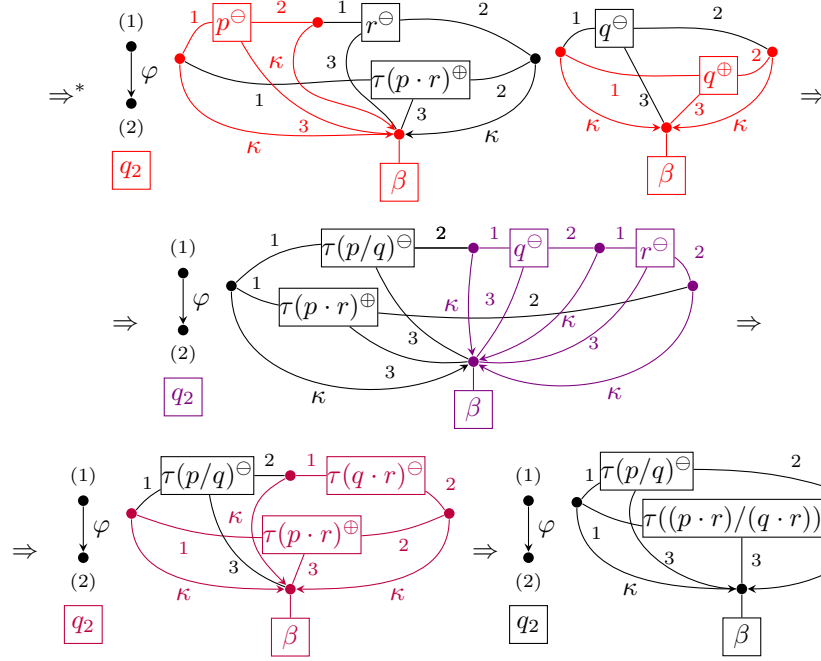 1 p⊖ 2 1 r⊖ 2 1 q⊖ 2
(1)
⇒* φ κ 3 τ(p · r)⊕ 1 2 q⊕ 2 1 3 3 ⇒
(2)
κ 3 3 κ κ κ
q₂ β β
(1) 1 τ(p/q)⊖ 2 1 q⊖ 2 1 r⊖ 2
1
⇒ φ τ(p · r)⊕ κ 3 2 κ ⇒
(2) 3 3 3
q₂ κ κ
β
(1) 1 τ(p/q)⊖ 2 1 τ(q · r)⊖ 2 (1) 1 τ(p/q)⊖ 2
⇒ φ κ τ(p · r)⊕ ⇒ φ τ((p · r)/(q · r))
1 2 1
(2) κ 3 3 κ (2) κ 3 3
q₂ β q₂ β